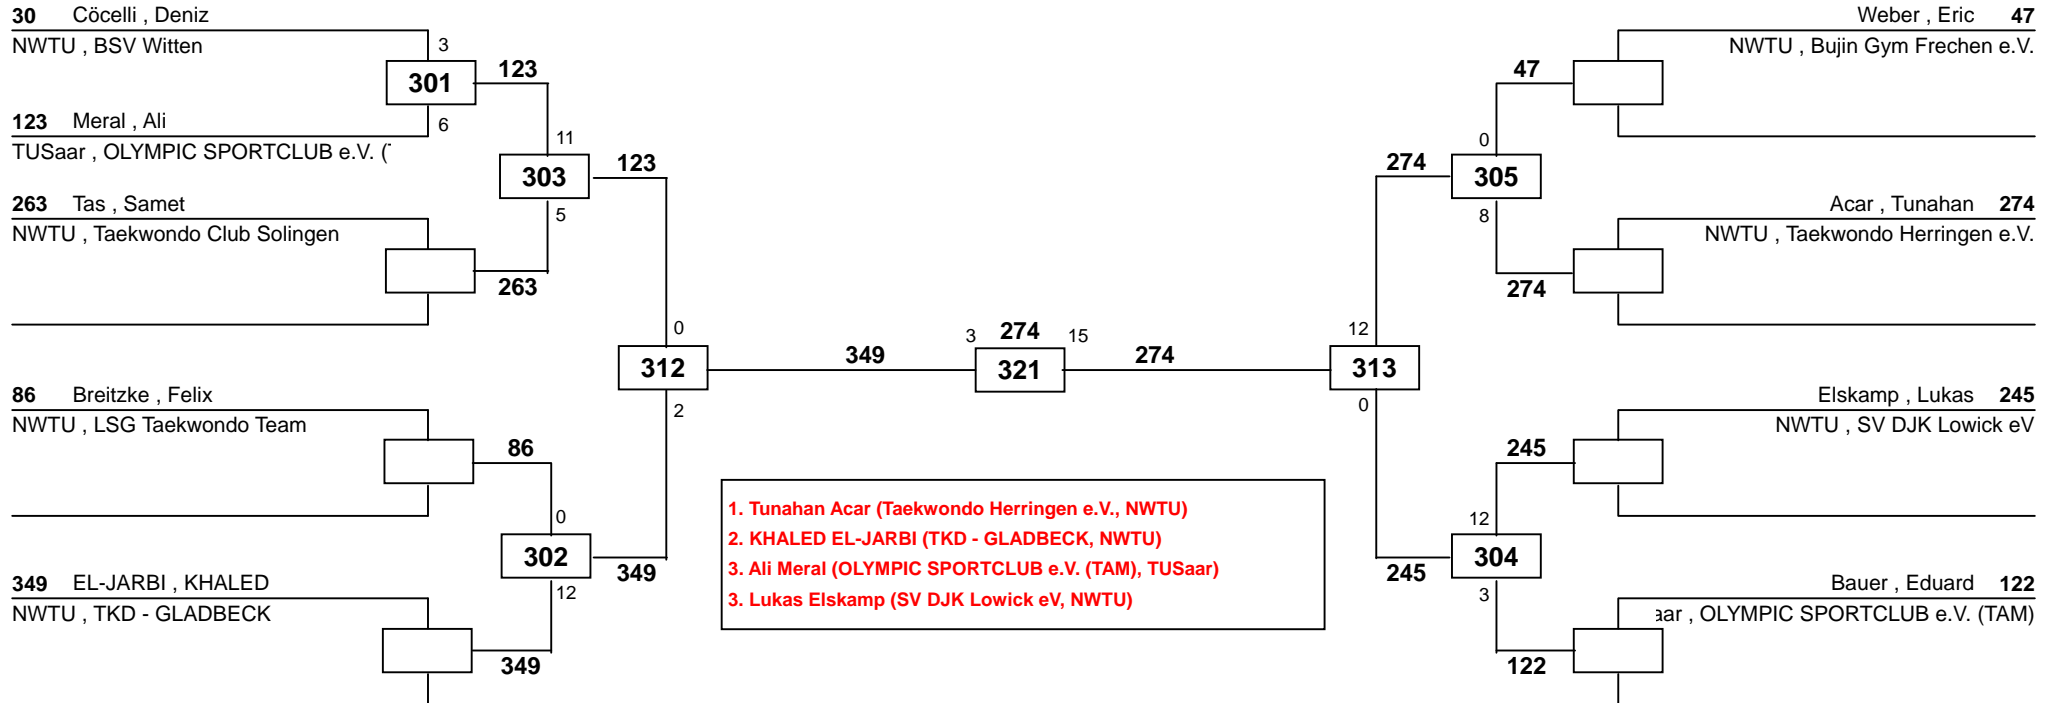 30 Cöcelli , Deniz
NWTU , BSV Witten
3
301
123
6
123 Meral , Ali
TUSaar , OLYMPIC SPORTCLUB e.V. (
11
303
123
5
263 Tas , Samet
NWTU , Taekwondo Club Solingen
263
0
312
349
2
86 Breitzke , Felix
NWTU , LSG Taekwondo Team
86
0
302
349
12
349 EL-JARBI , KHALED
NWTU , TKD - GLADBECK
349
3 274 15
321
274
1. Tunahan Acar (Taekwondo Herringen e.V., NWTU)
2. KHALED EL-JARBI (TKD - GLADBECK, NWTU)
3. Ali Meral (OLYMPIC SPORTCLUB e.V. (TAM), TUSaar)
3. Lukas Elskamp (SV DJK Lowick eV, NWTU)
Weber , Eric 47
NWTU , Bujin Gym Frechen e.V.
47
0
274
305
8
Acar , Tunahan 274
NWTU , Taekwondo Herringen e.V.
274
12
313
0
Elskamp , Lukas 245
NWTU , SV DJK Lowick eV
245
12
304
245
3
Bauer , Eduard 122
aar , OLYMPIC SPORTCLUB e.V. (TAM)
122